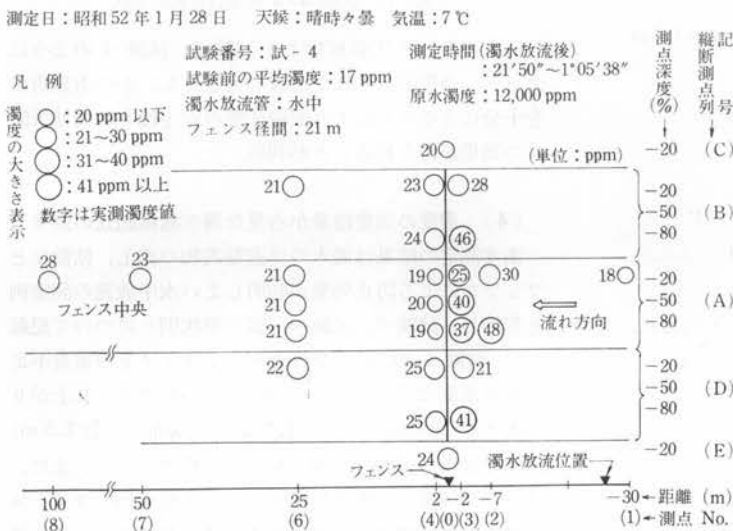 測定日：昭和52年1月28日　天候：晴時々曇　気温：7℃
凡例
濁度の大きさ表示
：20 ppm 以下
：21～30 ppm
：31～40 ppm
：41 ppm 以上
数字は実測濁度値
試験番号：試－4
試験前の平均濁度：17 ppm
濁水放流管：水中
フェンス径間：21 m
測定時間(濁水放流後)
：21′50″～1°05′38″
原水濁度：12,000 ppm
測点深度(%)
縦断測点列
記号
(単位：ppm)
20 －20 (C)
21 23 28 －20
－50 (B)
24 46 －80
28 23 21 19 25 30 18 －20
21 20 40 －50 (A)
21 19 37 48 －80
フェンス中央
流れ方向
22 25 21 －20
－50 (D)
25 41 －80
24 －20 (E)
フェンス
濁水放流位置
100 50 25 2 －2 －7 －30 距離 (m)
(8) (7) (6) (4) (0) (3) (2) (1) 測点 No.